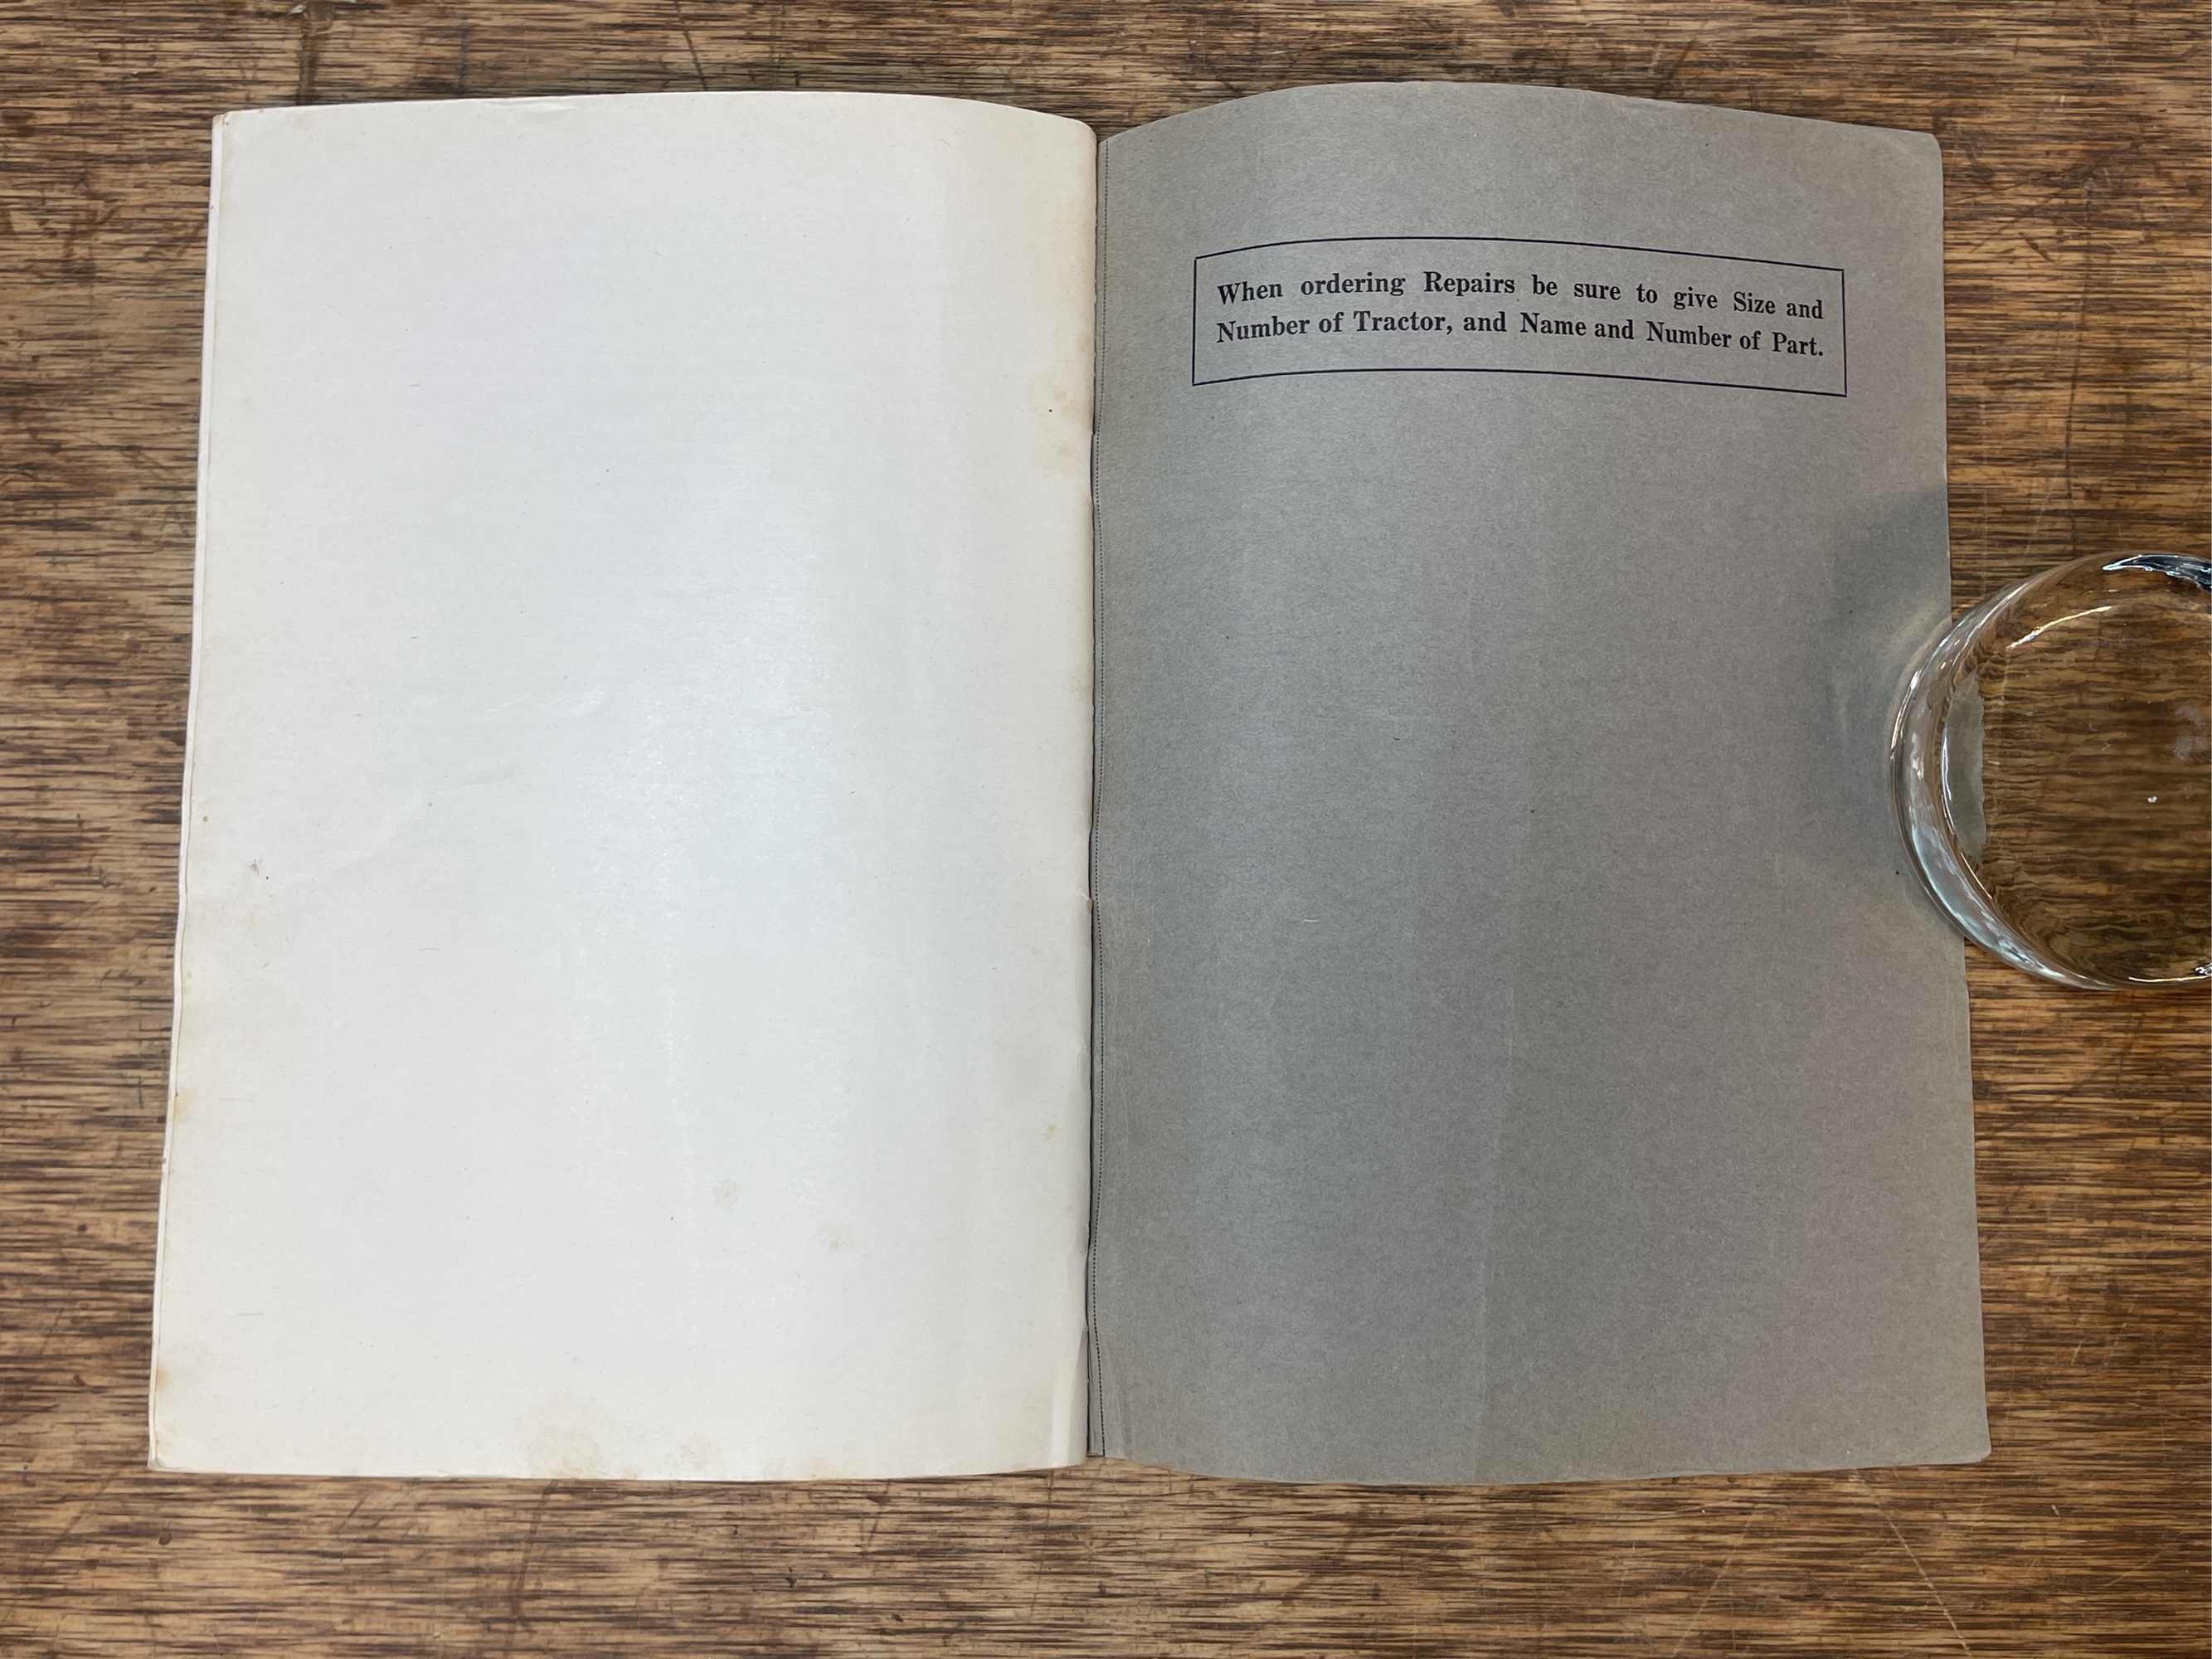 When ordering Repairs be sure to give Size and
Number of Tractor, and Name and Number of Part.